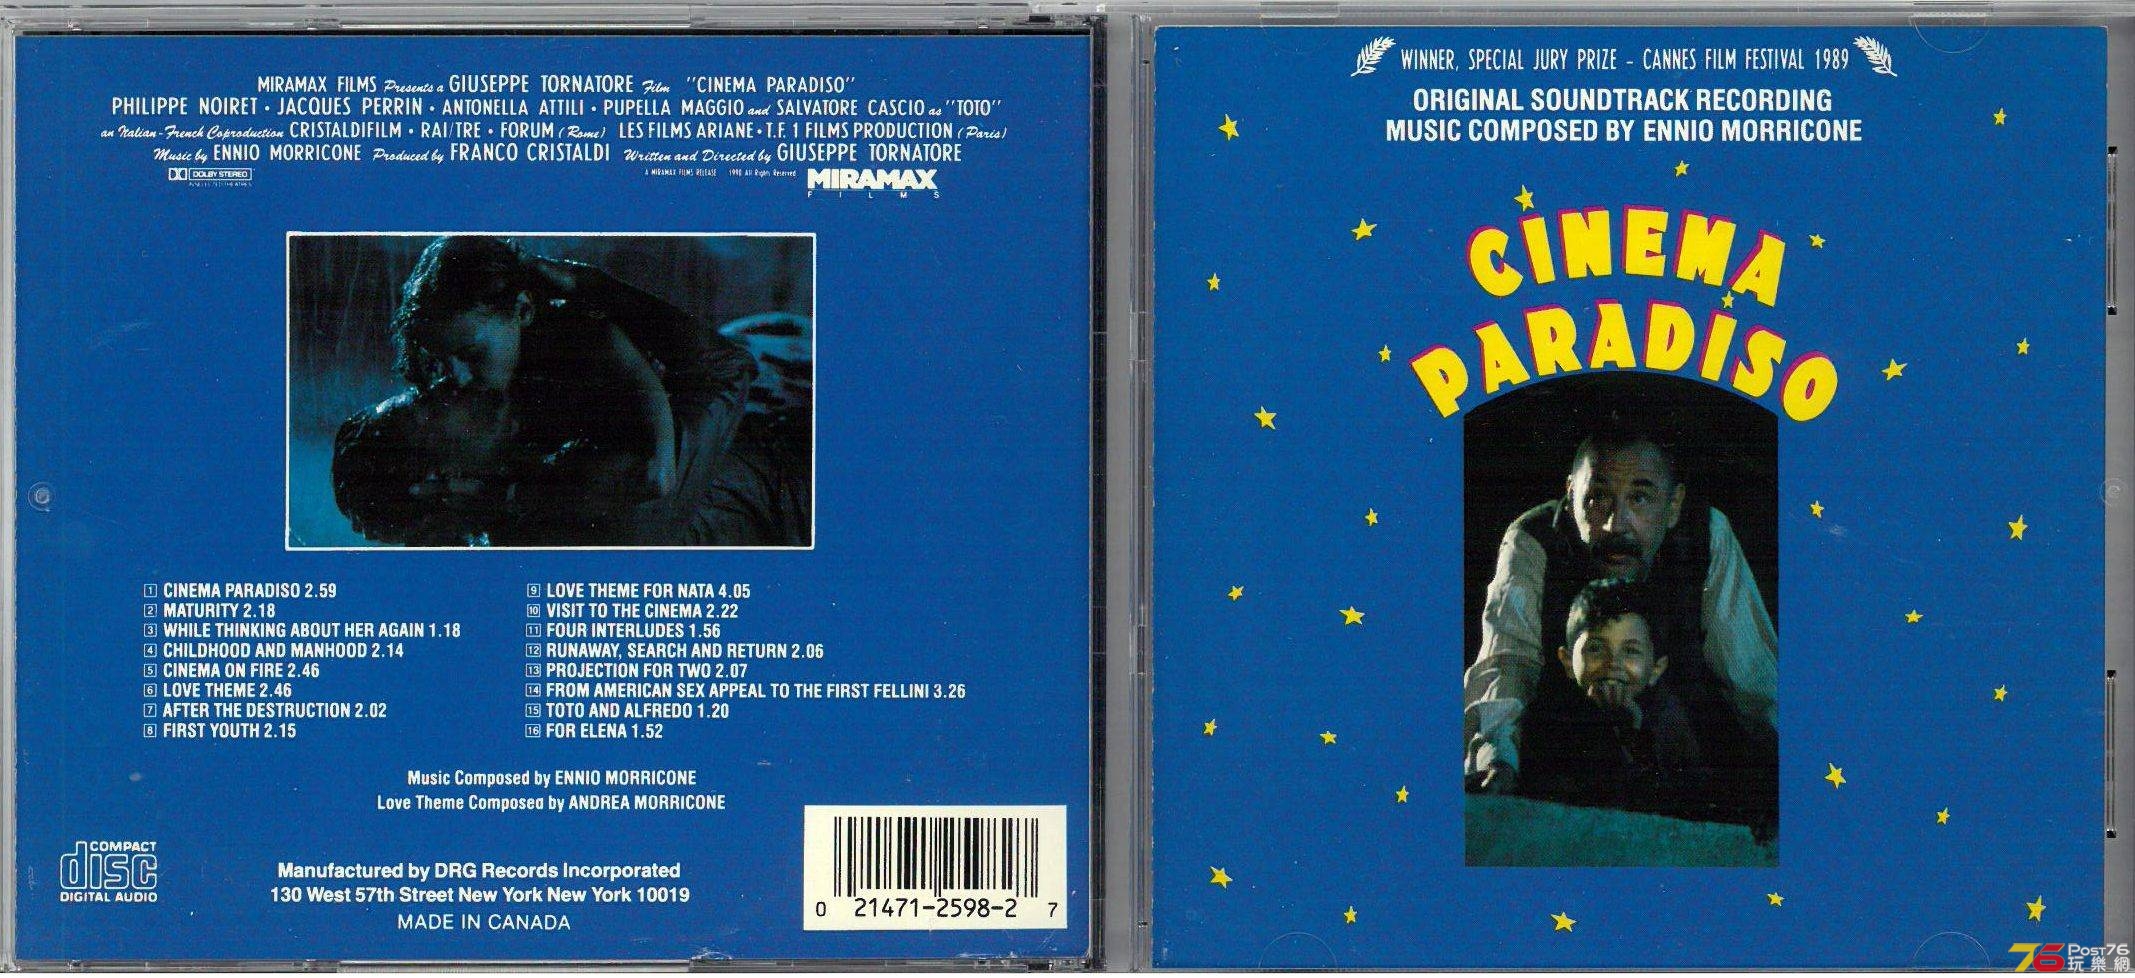 MIRAMAX FILMS Presents a GIUSEPPE TORNATORE Film "CINEMA PARADISO"
PHILIPPE NOIRET • JACQUES PERRIN • ANTONELLA ATTILI • PUPELLA MAGGIO and SALVATORE CASCIO as "TOTO"
an Italian-French Coproduction CRISTALDIFILM • RAI/TRE • FORUM (Rome) LES FILMS ARIANE • T.F. 1 FILMS PRODUCTION (Paris)
Music by ENNIO MORRICONE Produced by FRANCO CRISTALDI Written and Directed by GIUSEPPE TORNATORE
DOLBY STEREO
A MIRAMAX FILMS RELEASE 1990 All Rights Reserved
MIRAMAX
FILMS
1 CINEMA PARADISO 2.59
2 MATURITY 2.18
3 WHILE THINKING ABOUT HER AGAIN 1.18
4 CHILDHOOD AND MANHOOD 2.14
5 CINEMA ON FIRE 2.46
6 LOVE THEME 2.46
7 AFTER THE DESTRUCTION 2.02
8 FIRST YOUTH 2.15
9 LOVE THEME FOR NATA 4.05
10 VISIT TO THE CINEMA 2.22
11 FOUR INTERLUDES 1.56
12 RUNAWAY, SEARCH AND RETURN 2.06
13 PROJECTION FOR TWO 2.07
14 FROM AMERICAN SEX APPEAL TO THE FIRST FELLINI 3.26
15 TOTO AND ALFREDO 1.20
16 FOR ELENA 1.52
Music Composed by ENNIO MORRICONE
Love Theme Composed by ANDREA MORRICONE
COMPACT
disc
DIGITAL AUDIO
Manufactured by DRG Records Incorporated
130 West 57th Street New York New York 10019
MADE IN CANADA
0 21471-2598-2 7
WINNER, SPECIAL JURY PRIZE - CANNES FILM FESTIVAL 1989
ORIGINAL SOUNDTRACK RECORDING
MUSIC COMPOSED BY ENNIO MORRICONE
CINEMA
PARADISO
76 POST76
玩樂網